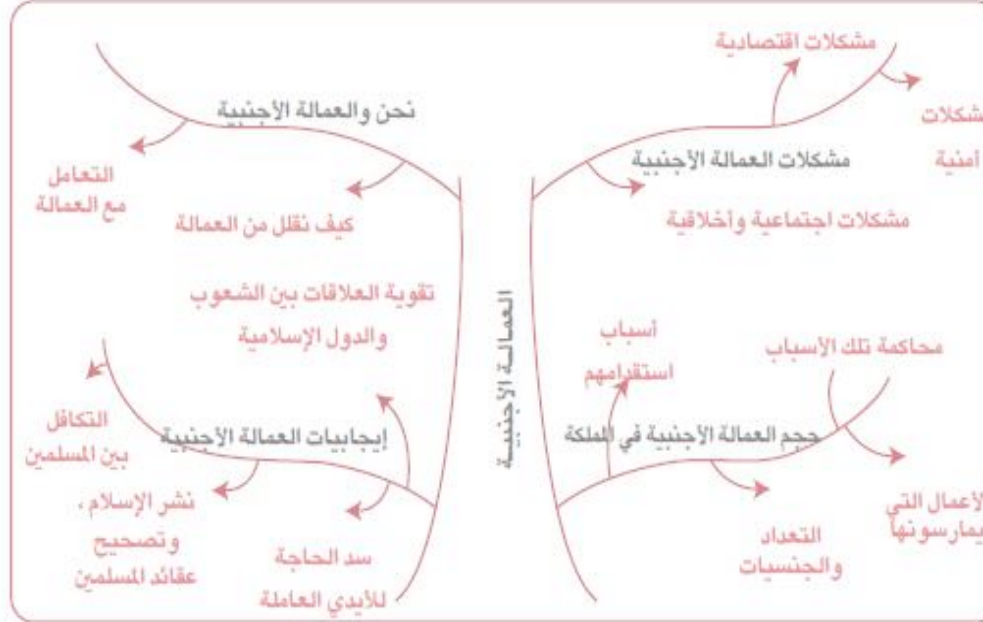 العمالة الأجنبية
مشكلات اقتصادية
مشكلات
أمنية
مشكلات العمالة الأجنبية
مشكلات اجتماعية وأخلاقية
أسباب
استقدامهم
محاكمة تلك الأسباب
حجم العمالة الأجنبية في المملكة
الأعمال التي
يمارسونها
التعداد
والجنسيات
نحن والعمالة الأجنبية
التعامل
مع العمالة
كيف نقلل من العمالة
تقوية العلاقات بين الشعوب
والدول الإسلامية
إيجابيات العمالة الأجنبية
التكافل
بين المسلمين
نشر الإسلام ،
وتصحيح
عقائد المسلمين
سد الحاجة
للأيدي العاملة